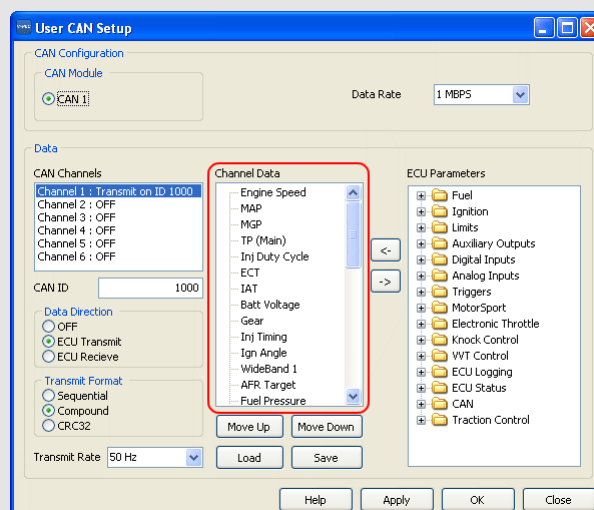 User CAN Setup
CAN Configuration
CAN Module
CAN 1
Data Rate
1 MBPS
Data
CAN Channels
Channel 1 : Transmit on ID 1000
Channel 2 : OFF
Channel 3 : OFF
Channel 4 : OFF
Channel 5 : OFF
Channel 6 : OFF
CAN ID
1000
Data Direction
OFF
ECU Transmit
ECU Recieve
Transmit Format
Sequential
Compound
CRC32
Transmit Rate
50 Hz
Channel Data
Engine Speed
MAP
MGP
TP (Main)
Inj Duty Cycle
ECT
IAT
Batt Voltage
Gear
Inj Timing
Ign Angle
WideBand 1
AFR Target
Fuel Pressure
<-
->
Move Up
Move Down
Load
Save
ECU Parameters
Fuel
Ignition
Limits
Auxiliary Outputs
Digital Inputs
Analog Inputs
Triggers
MotorSport
Electronic Throttle
Knock Control
VVT Control
ECU Logging
ECU Status
CAN
Traction Control
Help
Apply
OK
Close